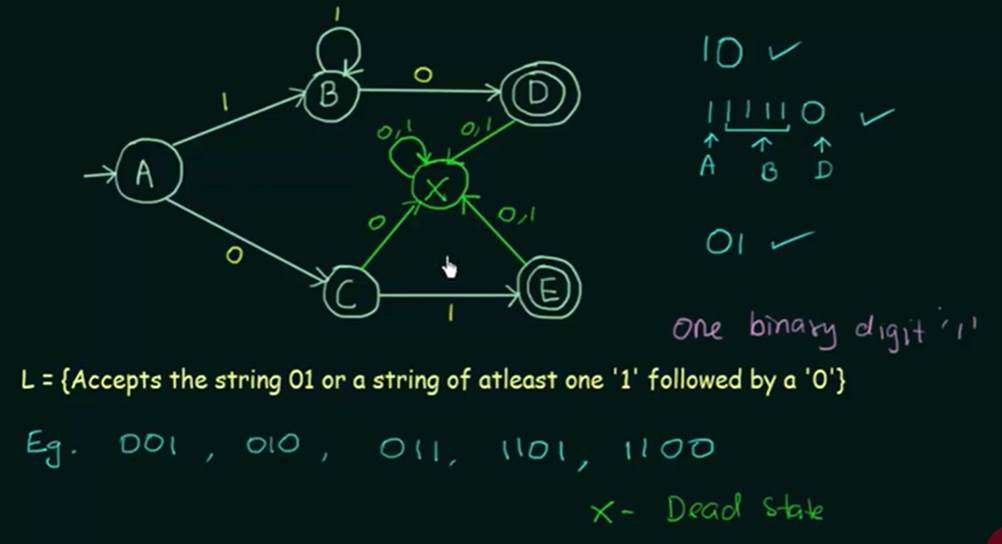 1
1
0
0
B
D
0,1
0,1
A
X
0
0
0,1
C
1
E
10
111110
A B D
01
One binary digit '1'
L = {Accepts the string 01 or a string of atleast one '1' followed by a '0'}
Eg. 001 , 010 , 011, 1101, 1100
X - Dead State